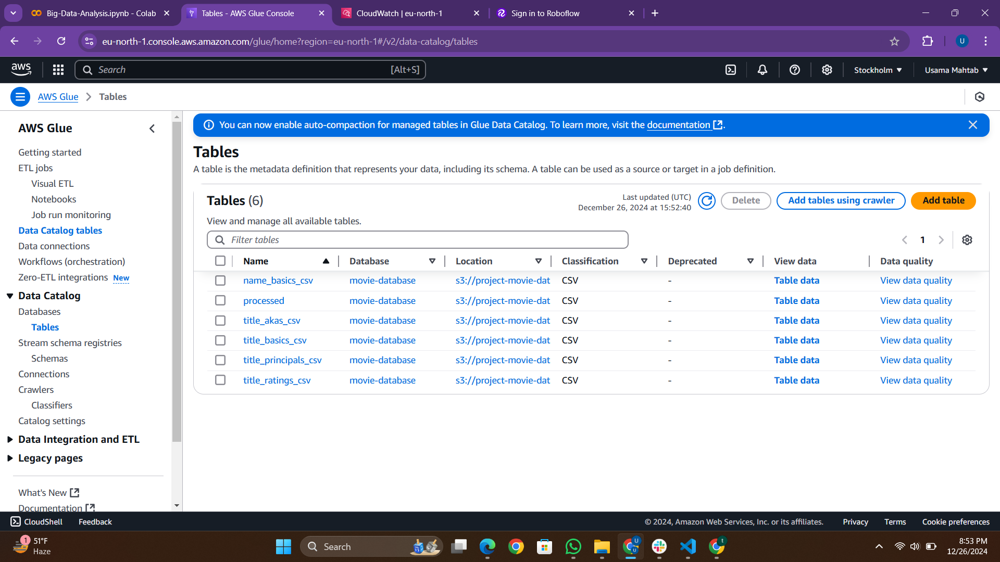 Big-Data-Analysis.ipynb - Colab
Tables - AWS Glue Console
CloudWatch | eu-north-1
Sign in to Roboflow
eu-north-1.console.aws.amazon.com/glue/home?region=eu-north-1#/v2/data-catalog/tables
U
aws
Search
[Alt+S]
Stockholm
Usama Mahtab
AWS Glue
Tables
AWS Glue
Getting started
ETL jobs
Visual ETL
Notebooks
Job run monitoring
Data Catalog tables
Data connections
Workflows (orchestration)
Zero-ETL integrations New
Data Catalog
Databases
Tables
Stream schema registries
Schemas
Connections
Crawlers
Classifiers
Catalog settings
Data Integration and ETL
Legacy pages
What's New
Documentation
You can now enable auto-compaction for managed tables in Glue Data Catalog. To learn more, visit the documentation.
Tables
A table is the metadata definition that represents your data, including its schema. A table can be used as a source or target in a job definition.
Tables (6)
Last updated (UTC)
December 26, 2024 at 15:52:40
Delete
Add tables using crawler
Add table
View and manage all available tables.
Filter tables
1
Name Database Location Classification Deprecated View data Data quality
name_basics_csv movie-database s3://project-movie-dat CSV - Table data View data quality
processed movie-database s3://project-movie-dat CSV - Table data View data quality
title_akas_csv movie-database s3://project-movie-dat CSV - Table data View data quality
title_basics_csv movie-database s3://project-movie-dat CSV - Table data View data quality
title_principals_csv movie-database s3://project-movie-dat CSV - Table data View data quality
title_ratings_csv movie-database s3://project-movie-dat CSV - Table data View data quality
CloudShell
Feedback
© 2024, Amazon Web Services, Inc. or its affiliates.
Privacy
Terms
Cookie preferences
1
51°F
Haze
Search
U
U
t
8:53 PM
12/26/2024